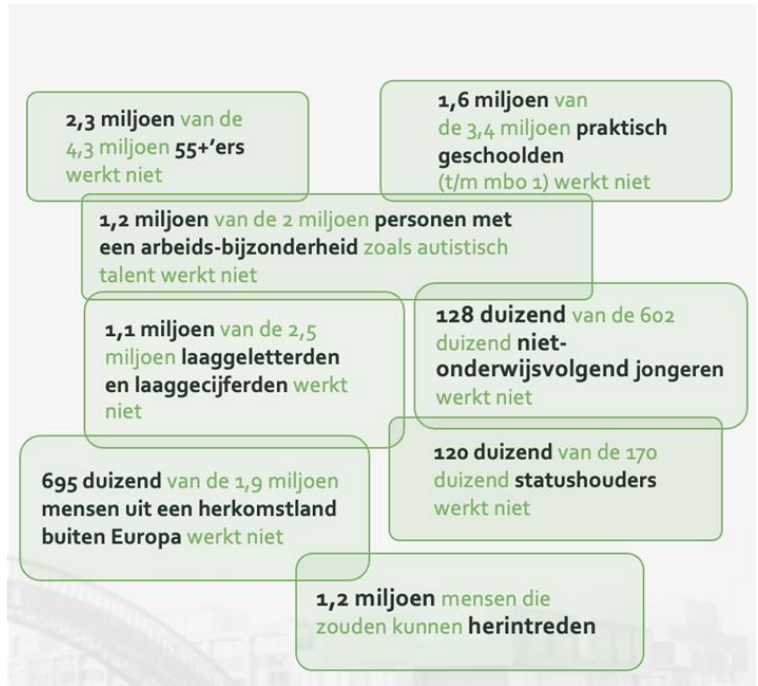 2,3 miljoen van de
4,3 miljoen 55+’ers
werkt niet
1,6 miljoen van
de 3,4 miljoen praktisch
geschoolden
(t/m mbo 1) werkt niet
1,2 miljoen van de 2 miljoen personen met
een arbeids-bijzonderheid zoals autistisch
talent werkt niet
1,1 miljoen van de 2,5
miljoen laaggeletterden
en laaggecijferden werkt
niet
128 duizend van de 602
duizend niet-
onderwijsvolgend jongeren
werkt niet
695 duizend van de 1,9 miljoen
mensen uit een herkomstland
buiten Europa werkt niet
120 duizend van de 170
duizend statushouders
werkt niet
1,2 miljoen mensen die
zouden kunnen herintreden